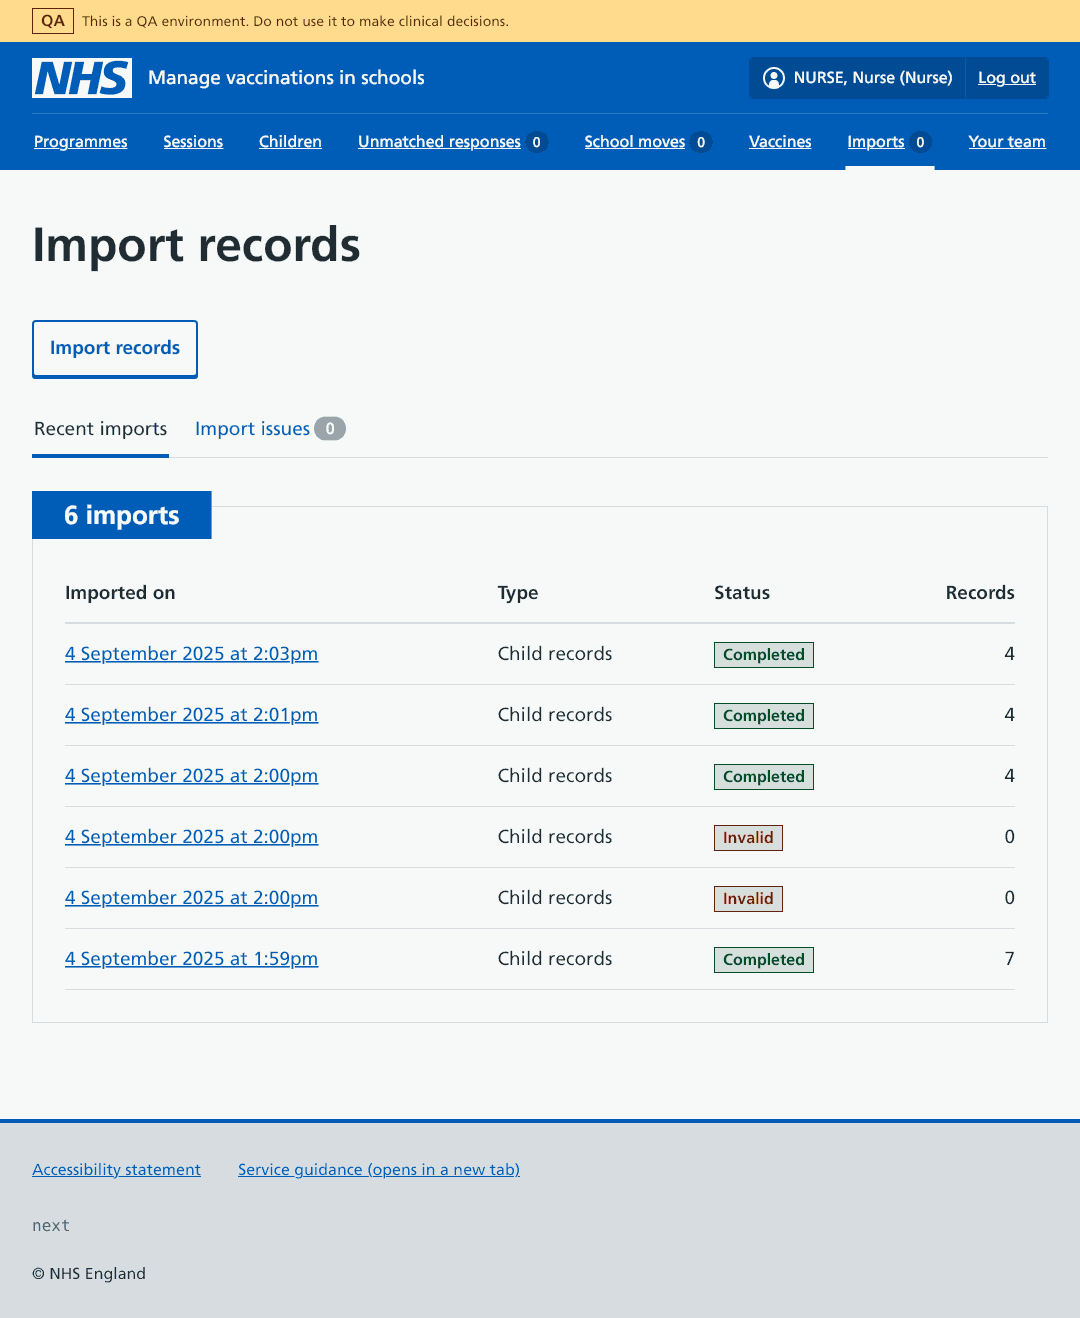 QA This is a QA environment. Do not use it to make clinical decisions.
NHS Manage vaccinations in schools NURSE, Nurse (Nurse) Log out
Programmes Sessions Children Unmatched responses 0 School moves 0 Vaccines Imports 0 Your team
Import records
Import records
Recent imports Import issues 0
6 imports
Imported on Type Status Records
4 September 2025 at 2:03pm Child records Completed 4
4 September 2025 at 2:01pm Child records Completed 4
4 September 2025 at 2:00pm Child records Completed 4
4 September 2025 at 2:00pm Child records Invalid 0
4 September 2025 at 2:00pm Child records Invalid 0
4 September 2025 at 1:59pm Child records Completed 7
Accessibility statement Service guidance (opens in a new tab)
next
© NHS England